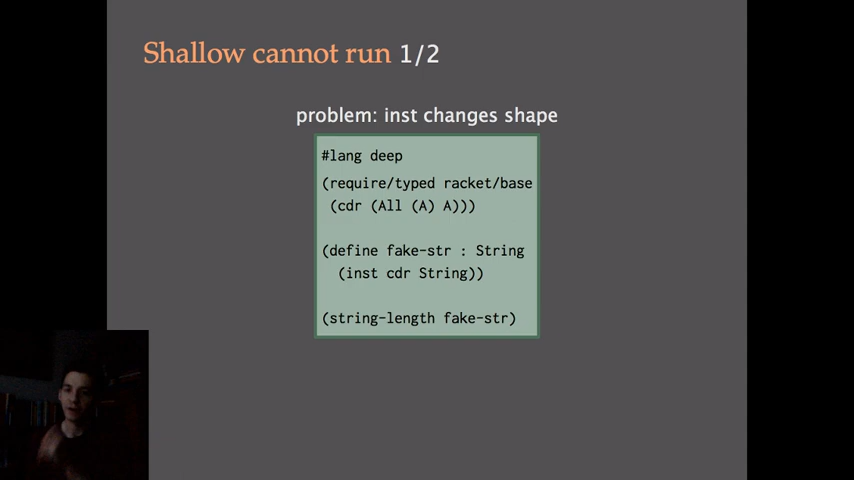 Shallow cannot run 1/2
problem: inst changes shape
#lang deep
(require/typed racket/base
(cdr (All (A) A)))
(define fake-str : String
(inst cdr String))
(string-length fake-str)